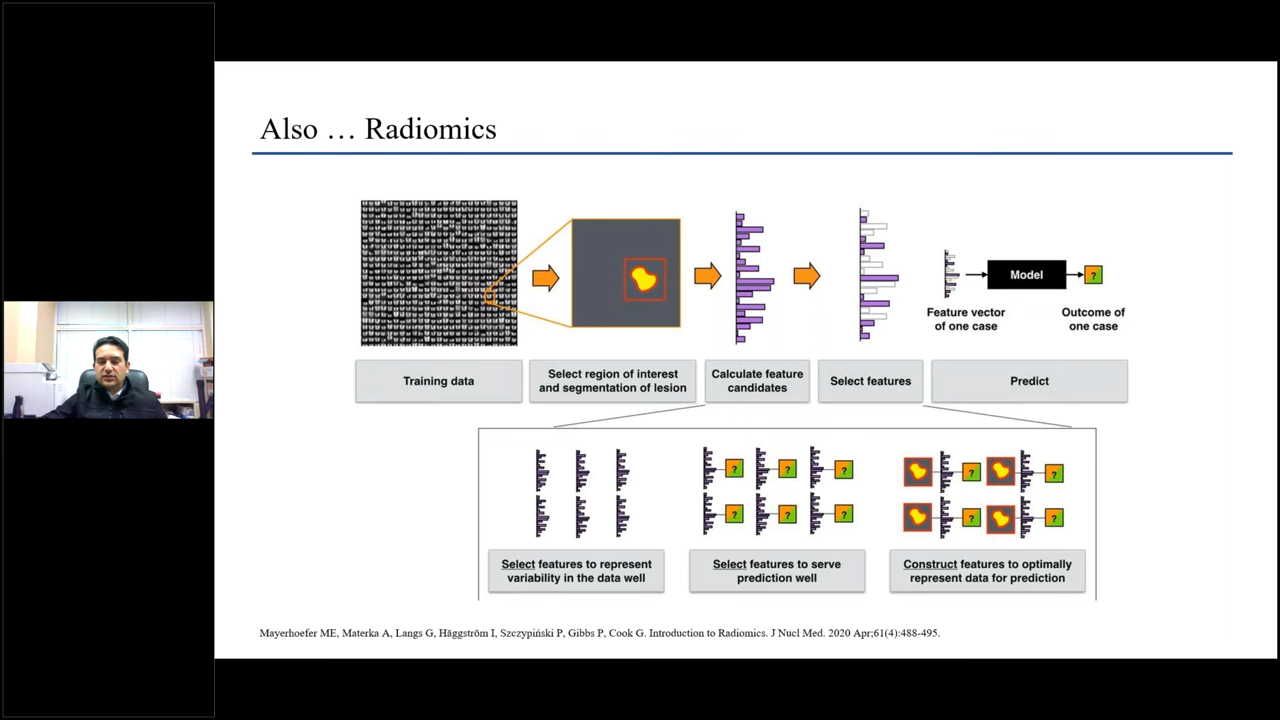 Also … Radiomics
Model
?
Feature vector
of one case
Outcome of
one case
Training data
Select region of interest
and segmentation of lesion
Calculate feature
candidates
Select features
Predict
? ? ?
? ? ?
? ?
? ?
Select features to represent
variability in the data well
Select features to serve
prediction well
Construct features to optimally
represent data for prediction
Mayerhoefer ME, Materka A, Langs G, Häggström I, Szczypiński P, Gibbs P, Cook G. Introduction to Radiomics. J Nucl Med. 2020 Apr;61(4):488-495.